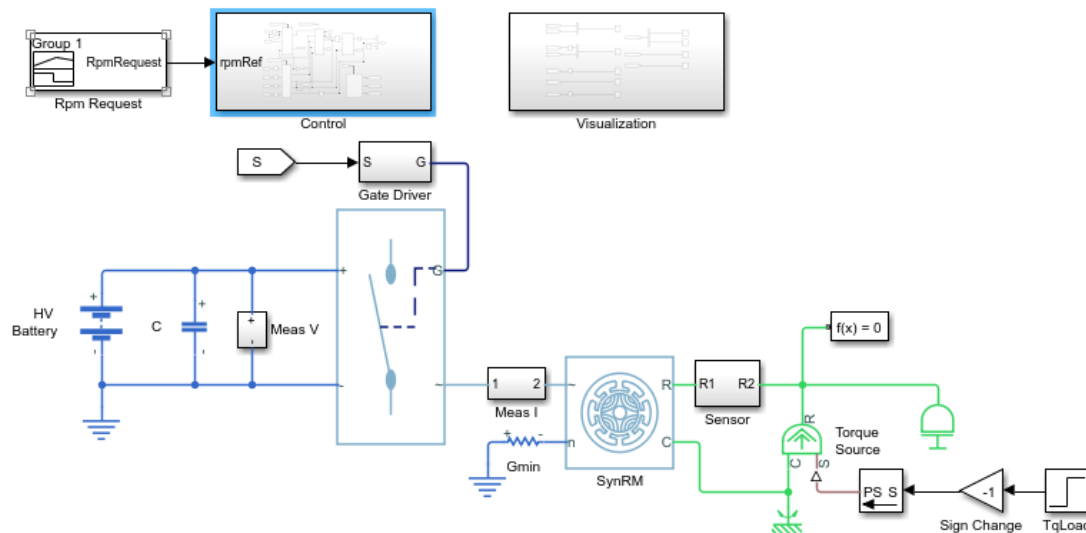 Group 1
RpmRequest
Rpm Request
rpmRef
Control
Visualization
S
S G
Gate Driver
+ G
HV
Battery
+
-
C
+
-
+
-
Meas V
-
~
1 2
Meas I
~ R
n C
SynRM
+ -
Gmin
R1 R2
Sensor
f(x) = 0
R
C S
Torque
Source
PS S
-1
Sign Change
TqLoad